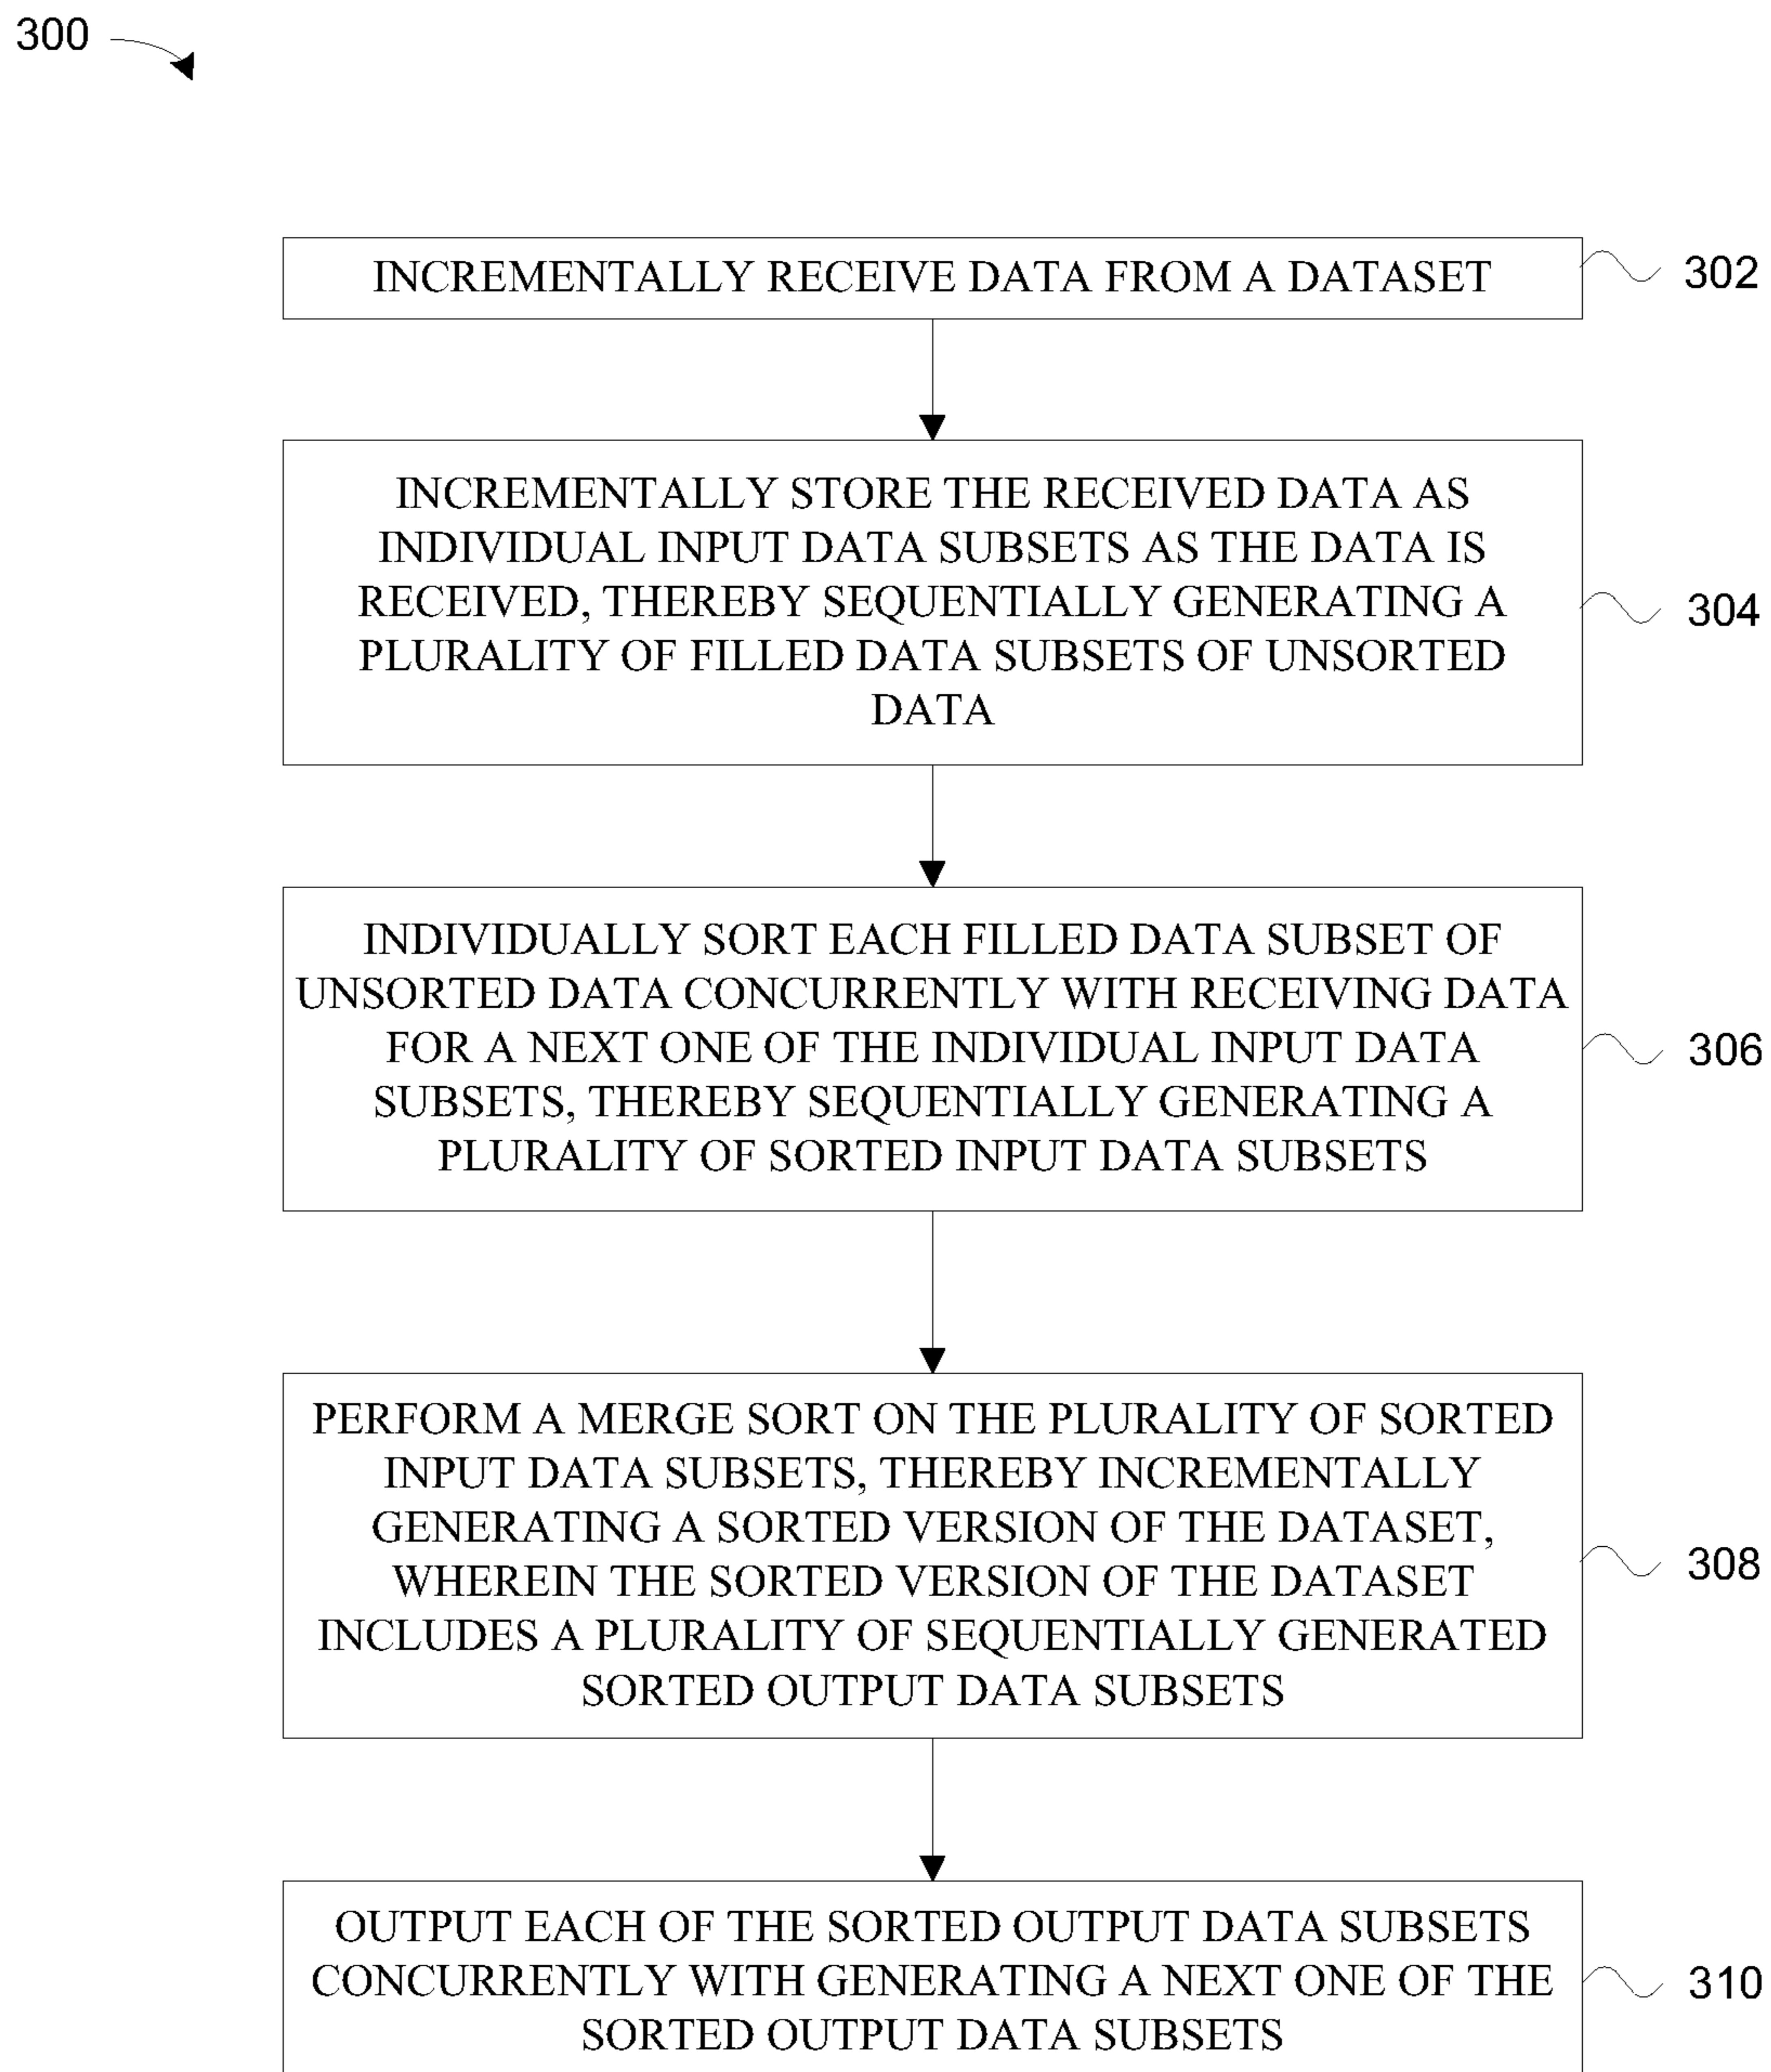 300
INCREMENTALLY RECEIVE DATA FROM A DATASET
302
INCREMENTALLY STORE THE RECEIVED DATA AS
INDIVIDUAL INPUT DATA SUBSETS AS THE DATA IS
RECEIVED, THEREBY SEQUENTIALLY GENERATING A
PLURALITY OF FILLED DATA SUBSETS OF UNSORTED
DATA
304
INDIVIDUALLY SORT EACH FILLED DATA SUBSET OF
UNSORTED DATA CONCURRENTLY WITH RECEIVING DATA
FOR A NEXT ONE OF THE INDIVIDUAL INPUT DATA
SUBSETS, THEREBY SEQUENTIALLY GENERATING A
PLURALITY OF SORTED INPUT DATA SUBSETS
306
PERFORM A MERGE SORT ON THE PLURALITY OF SORTED
INPUT DATA SUBSETS, THEREBY INCREMENTALLY
GENERATING A SORTED VERSION OF THE DATASET,
WHEREIN THE SORTED VERSION OF THE DATASET
INCLUDES A PLURALITY OF SEQUENTIALLY GENERATED
SORTED OUTPUT DATA SUBSETS
308
OUTPUT EACH OF THE SORTED OUTPUT DATA SUBSETS
CONCURRENTLY WITH GENERATING A NEXT ONE OF THE
SORTED OUTPUT DATA SUBSETS
310